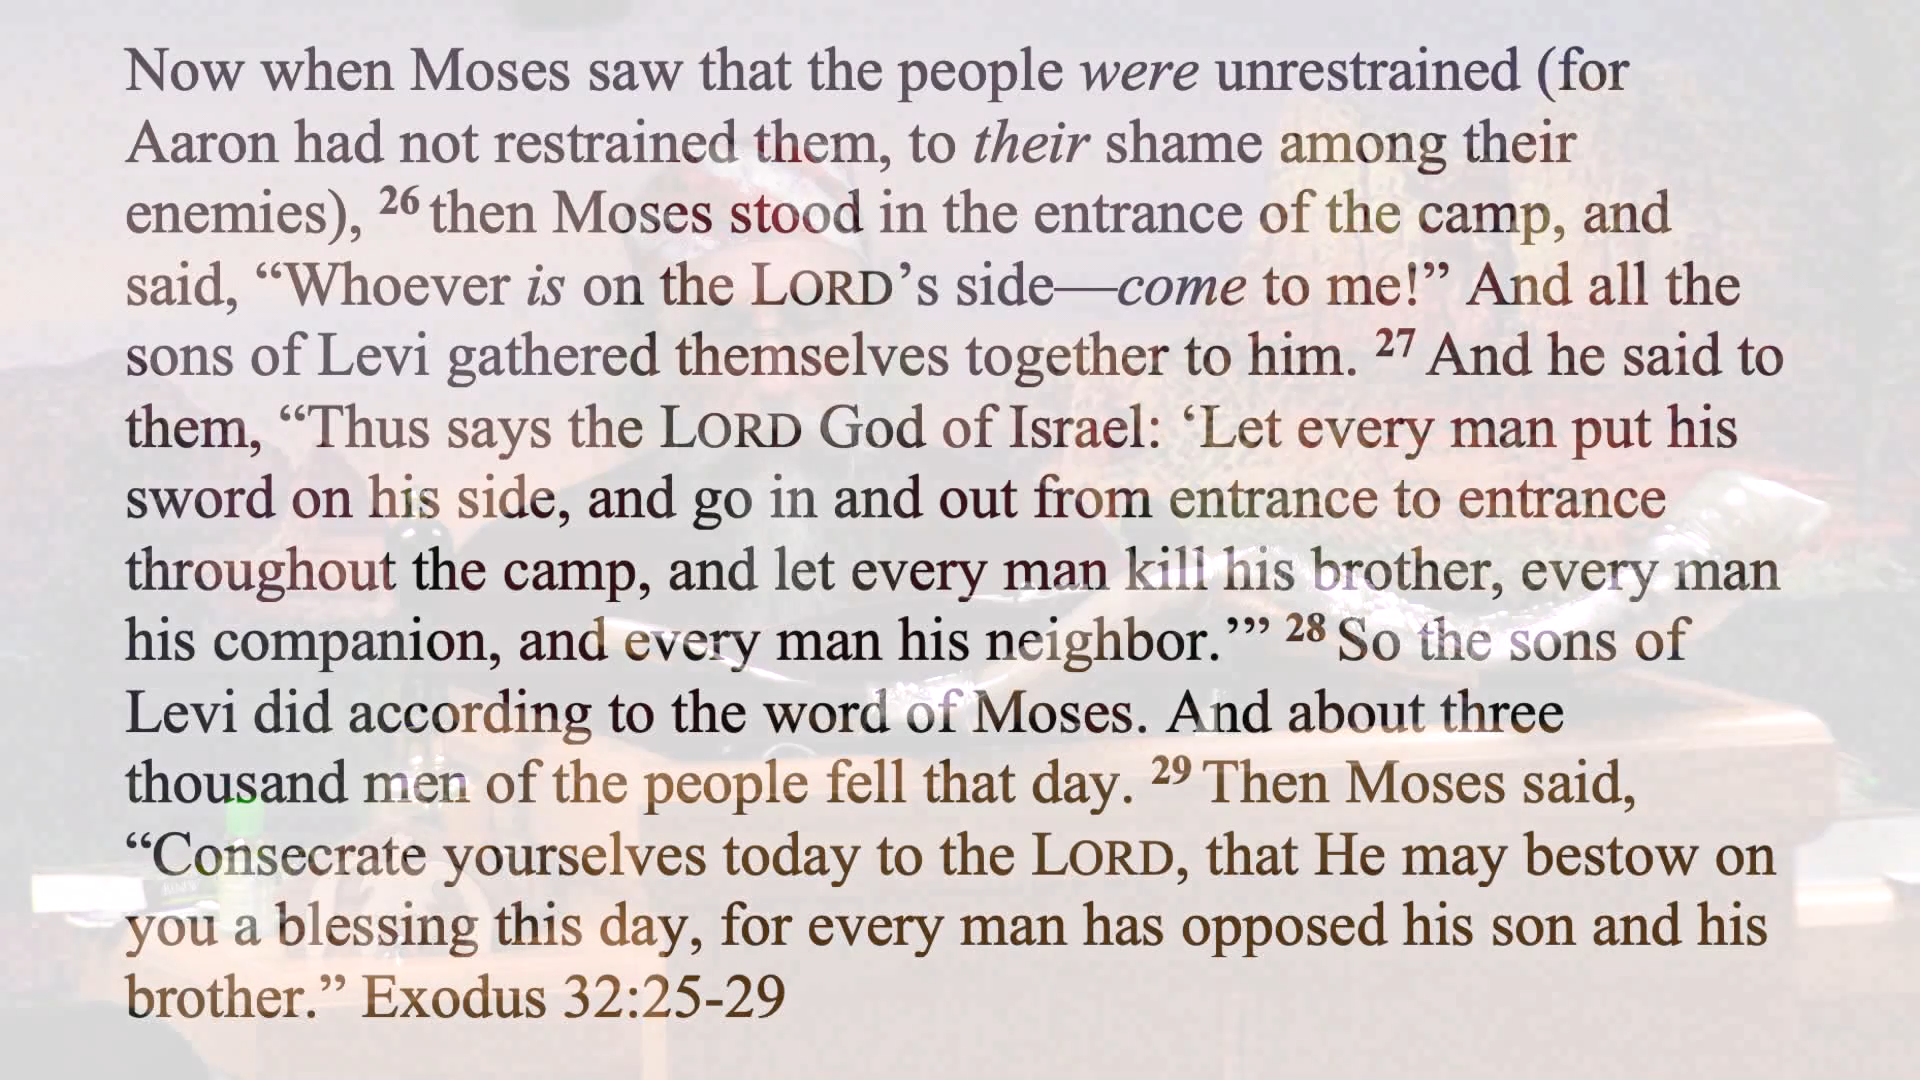 Now when Moses saw that the people were unrestrained (for
Aaron had not restrained them, to their shame among their
enemies), 26 then Moses stood in the entrance of the camp, and
said, “Whoever is on the LORD’s side—come to me!” And all the
sons of Levi gathered themselves together to him. 27 And he said to
them, “Thus says the LORD God of Israel: ‘Let every man put his
sword on his side, and go in and out from entrance to entrance
throughout the camp, and let every man kill his brother, every man
his companion, and every man his neighbor.’” 28 So the sons of
Levi did according to the word of Moses. And about three
thousand men of the people fell that day. 29 Then Moses said,
“Consecrate yourselves today to the LORD, that He may bestow on
you a blessing this day, for every man has opposed his son and his
brother.” Exodus 32:25-29